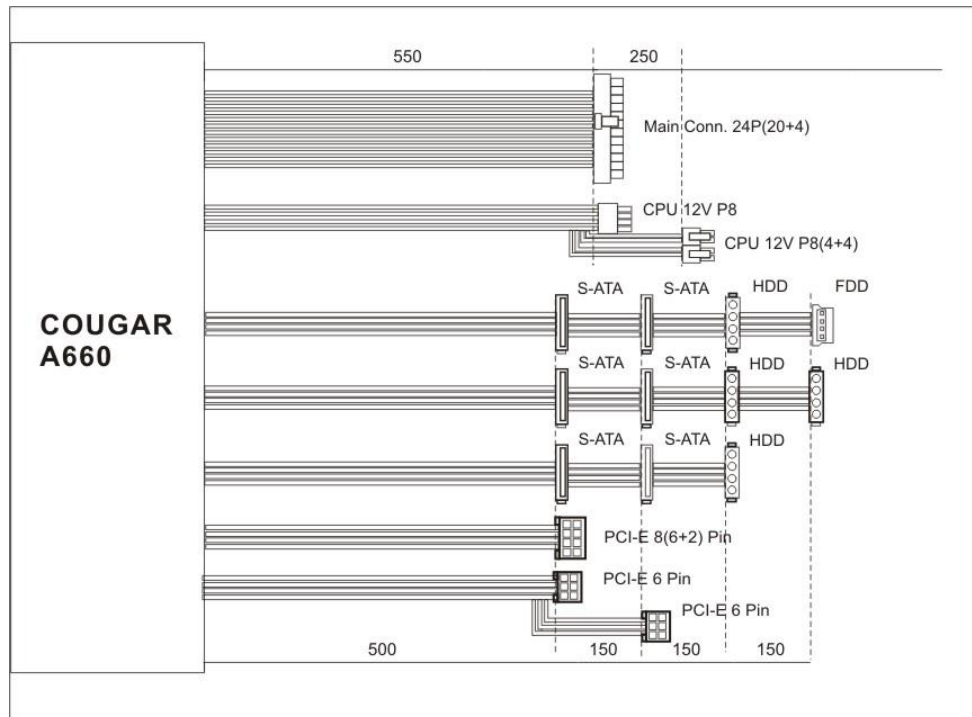 550 250
Main Conn. 24P(20+4)
CPU 12V P8
CPU 12V P8(4+4)
S-ATA S-ATA HDD FDD
COUGAR
A660
S-ATA S-ATA HDD HDD
S-ATA S-ATA HDD
PCI-E 8(6+2) Pin
PCI-E 6 Pin
PCI-E 6 Pin
500 150 150 150